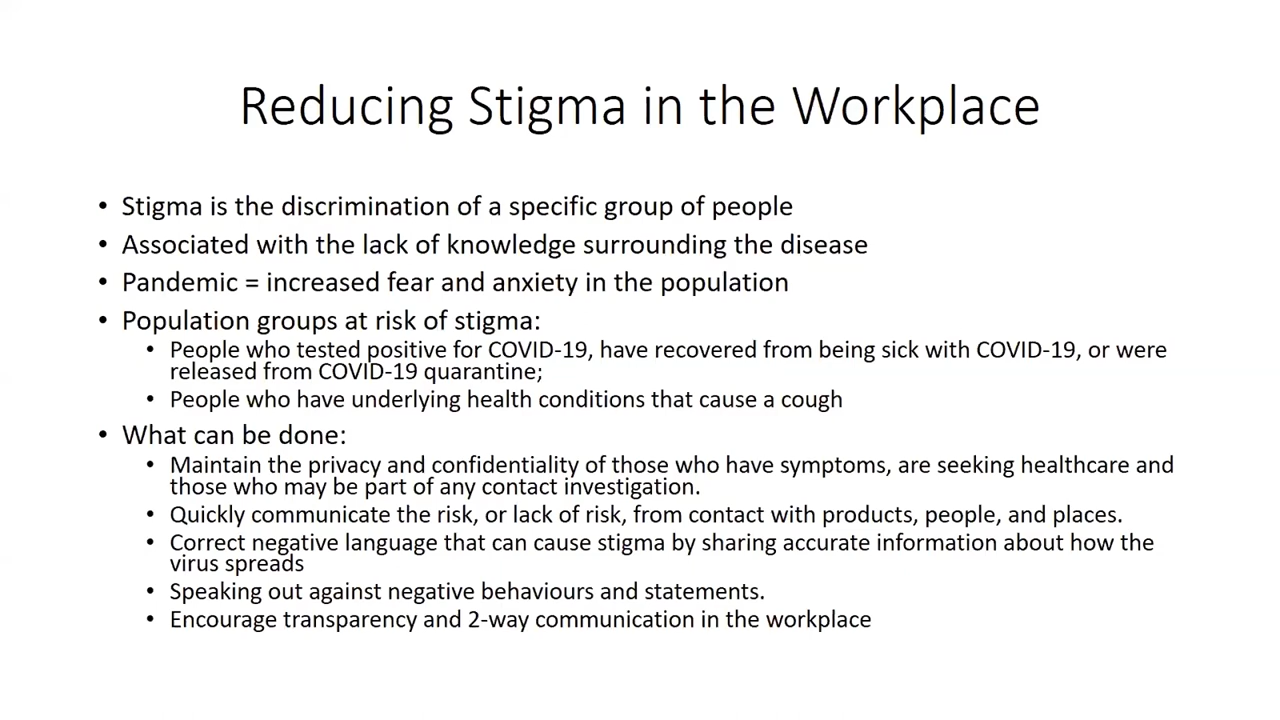 Reducing Stigma in the Workplace
• Stigma is the discrimination of a specific group of people
• Associated with the lack of knowledge surrounding the disease
• Pandemic = increased fear and anxiety in the population
• Population groups at risk of stigma:
• People who tested positive for COVID-19, have recovered from being sick with COVID-19, or were
released from COVID-19 quarantine;
• People who have underlying health conditions that cause a cough
• What can be done:
• Maintain the privacy and confidentiality of those who have symptoms, are seeking healthcare and
those who may be part of any contact investigation.
• Quickly communicate the risk, or lack of risk, from contact with products, people, and places.
• Correct negative language that can cause stigma by sharing accurate information about how the
virus spreads
• Speaking out against negative behaviours and statements.
• Encourage transparency and 2-way communication in the workplace